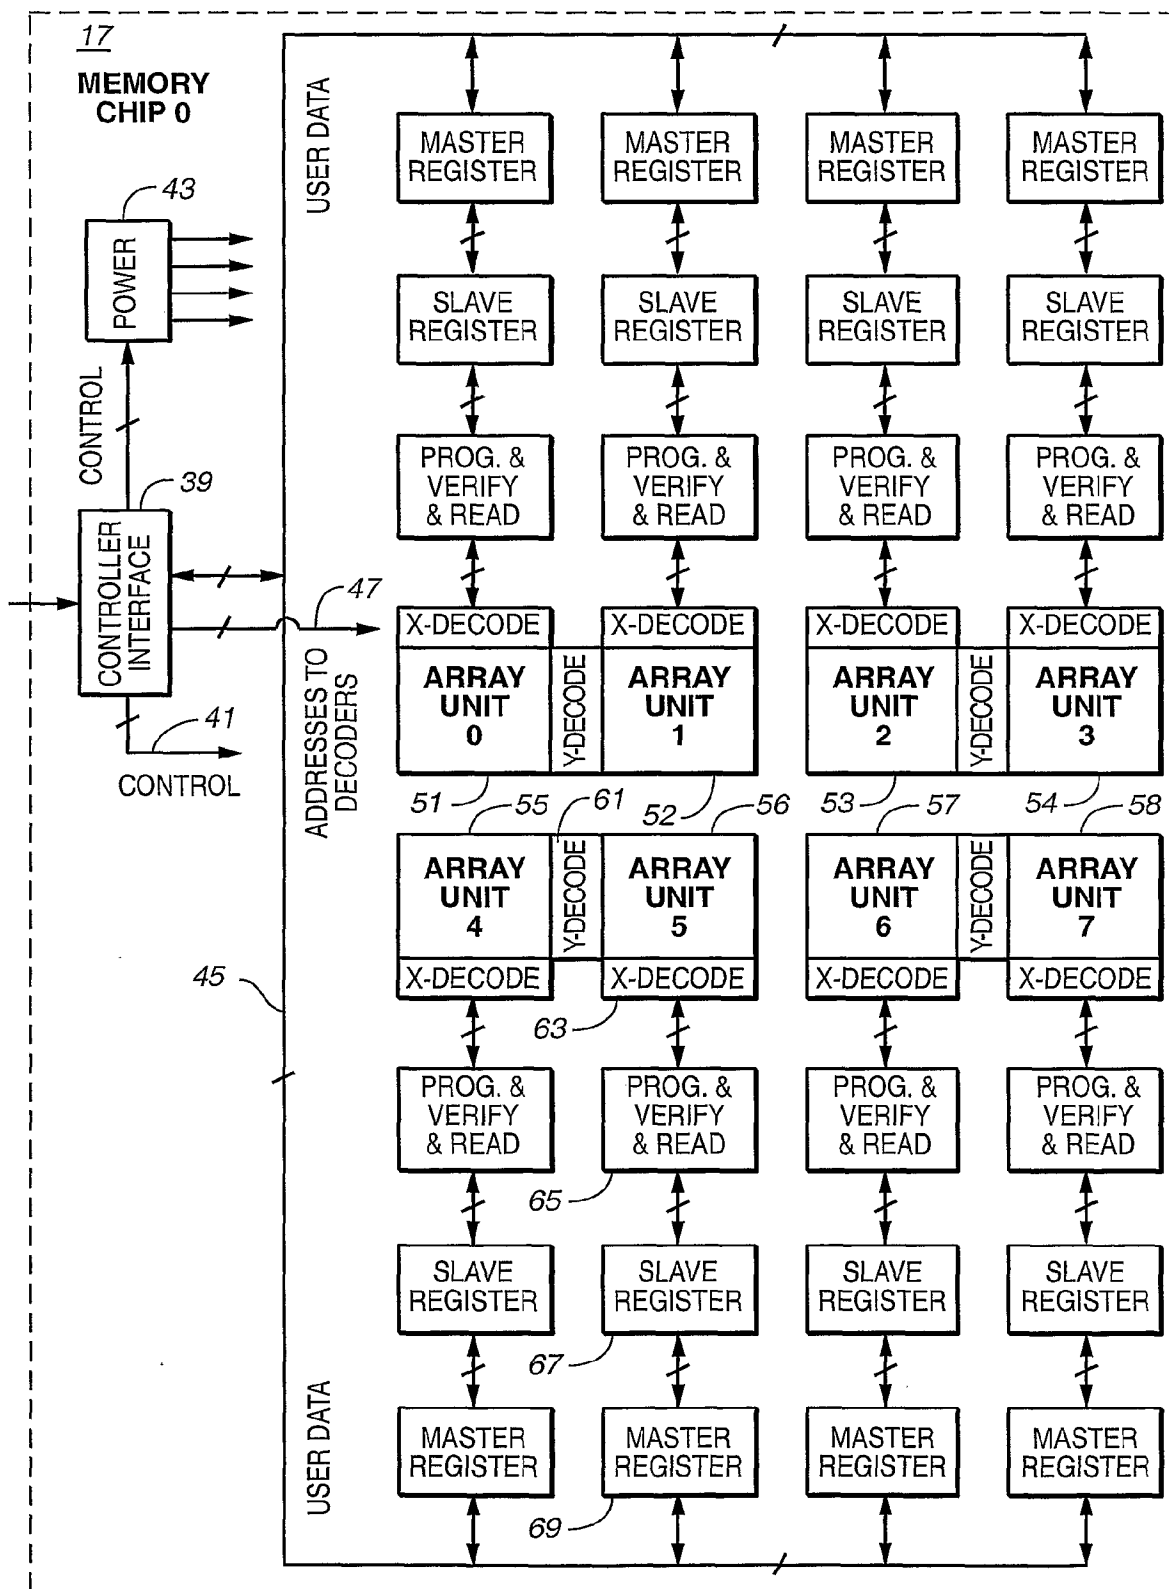 17
MEMORY
CHIP 0
USER DATA
MASTER
REGISTER
MASTER
REGISTER
MASTER
REGISTER
MASTER
REGISTER
43
POWER
SLAVE
REGISTER
SLAVE
REGISTER
SLAVE
REGISTER
SLAVE
REGISTER
CONTROL
39
PROG. &
VERIFY
& READ
PROG. &
VERIFY
& READ
PROG. &
VERIFY
& READ
PROG. &
VERIFY
& READ
CONTROLLER
INTERFACE
47
X-DECODE
X-DECODE
X-DECODE
X-DECODE
ADDRESSES TO
DECODERS
ARRAY
UNIT
0
Y-DECODE
ARRAY
UNIT
1
ARRAY
UNIT
2
Y-DECODE
ARRAY
UNIT
3
41
CONTROL
51
55
61
52
56
53
57
54
58
ARRAY
UNIT
4
Y-DECODE
ARRAY
UNIT
5
ARRAY
UNIT
6
Y-DECODE
ARRAY
UNIT
7
45
X-DECODE
X-DECODE
X-DECODE
X-DECODE
63
PROG. &
VERIFY
& READ
PROG. &
VERIFY
& READ
PROG. &
VERIFY
& READ
PROG. &
VERIFY
& READ
65
SLAVE
REGISTER
SLAVE
REGISTER
SLAVE
REGISTER
SLAVE
REGISTER
67
USER DATA
MASTER
REGISTER
MASTER
REGISTER
MASTER
REGISTER
MASTER
REGISTER
69